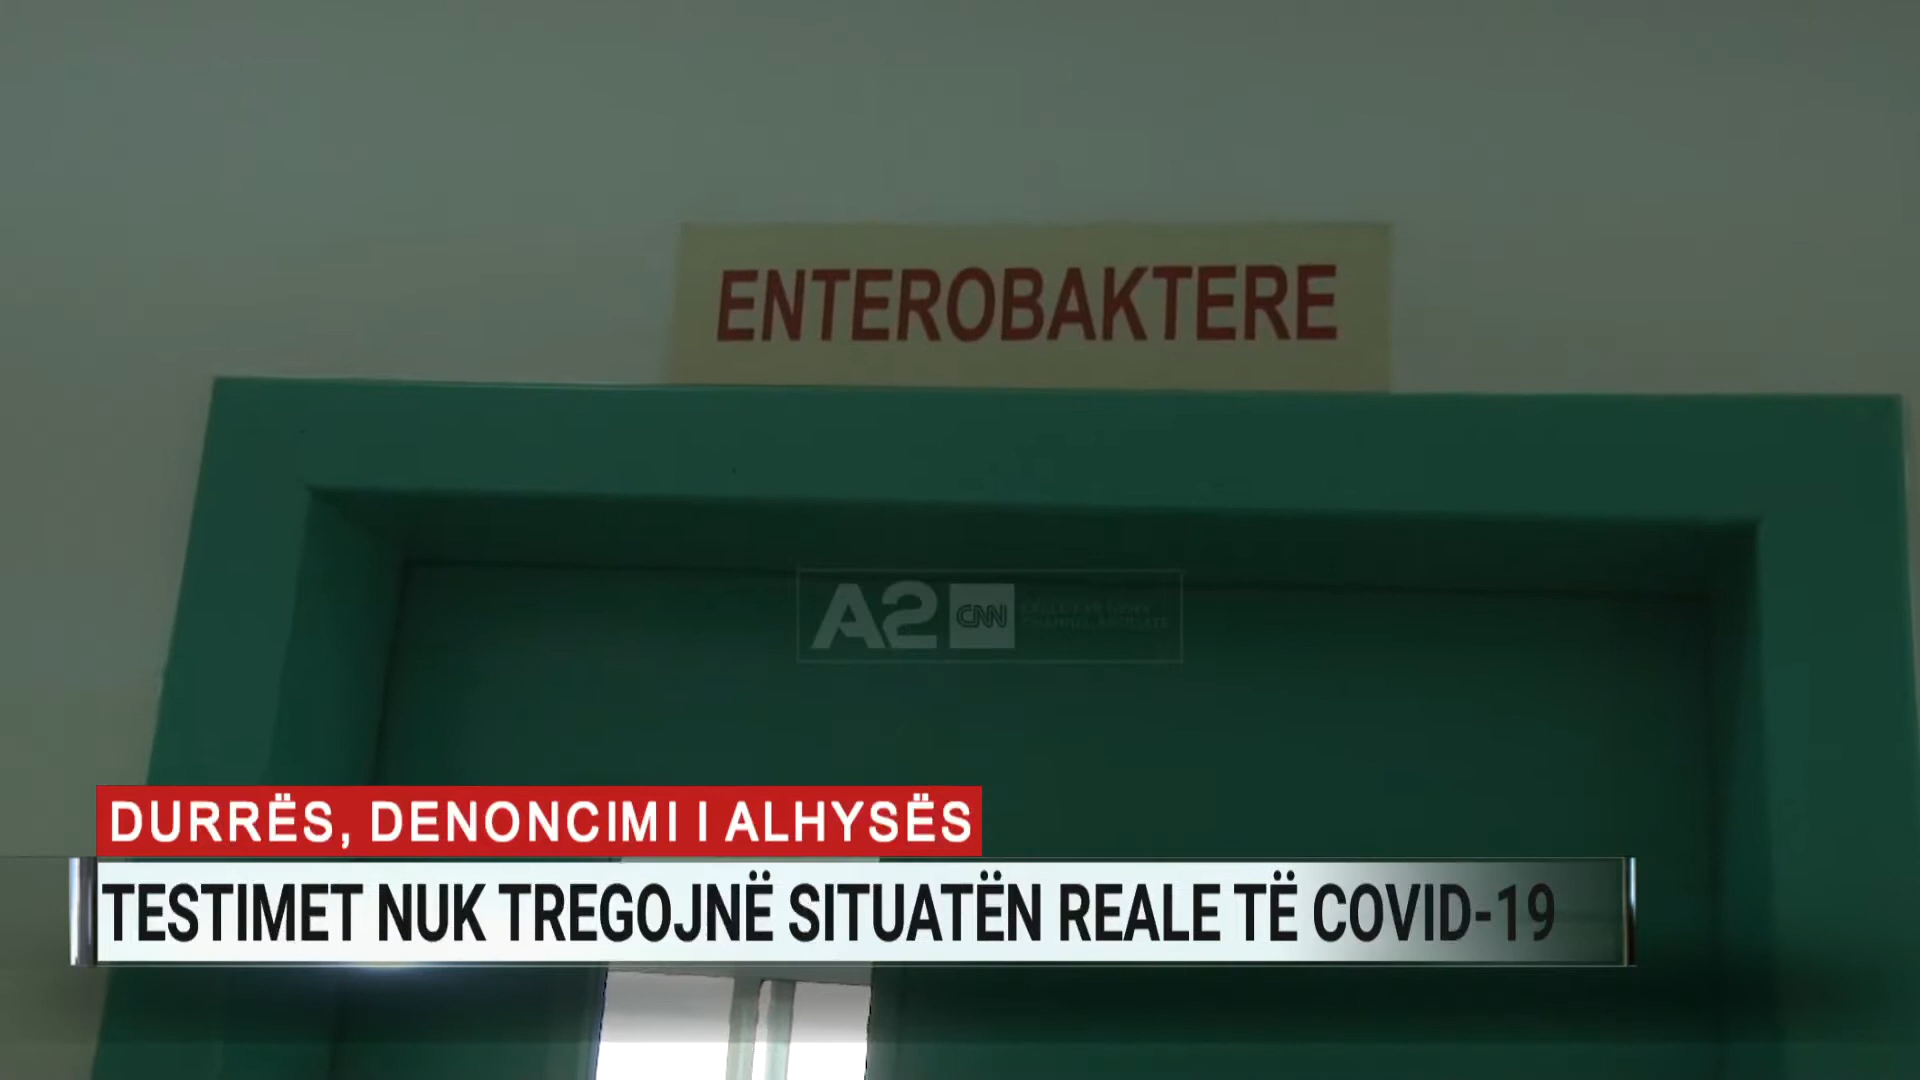 ENTEROBAKTERE
A2 CNN
DURRËS, DENONCIMI I ALHYSËS
TESTIMET NUK TREGOJNË SITUATËN REALE TË COVID-19